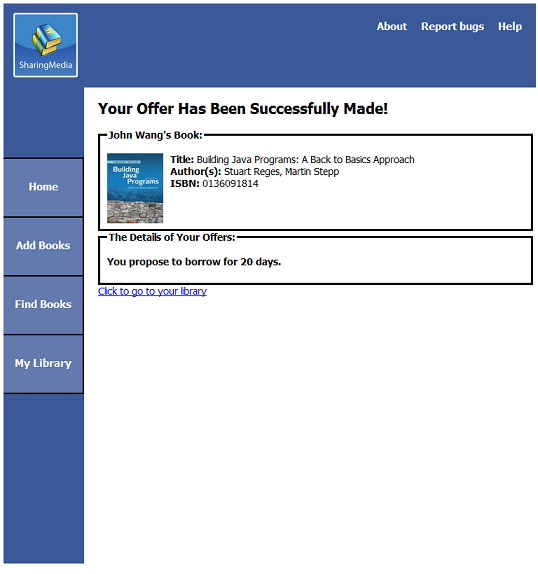 SharingMedia
About Report bugs Help
Your Offer Has Been Successfully Made!
John Wang's Book:
Building
Java
Programs
Title: Building Java Programs: A Back to Basics Approach
Author(s): Stuart Reges, Martin Stepp
ISBN: 0136091814
The Details of Your Offers:
You propose to borrow for 20 days.
Click to go to your library
Home
Add Books
Find Books
My Library